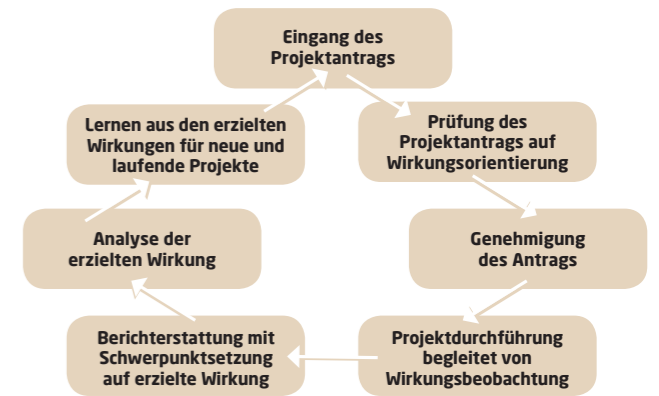 Eingang des
Projektantrags
Prüfung des
Projektantrags auf
Wirkungsorientierung
Genehmigung
des Antrags
Projektdurchführung
begleitet von
Wirkungsbeobachtung
Berichterstattung mit
Schwerpunktsetzung
auf erzielte Wirkung
Analyse der
erzielten Wirkung
Lernen aus den erzielten
Wirkungen für neue und
laufende Projekte